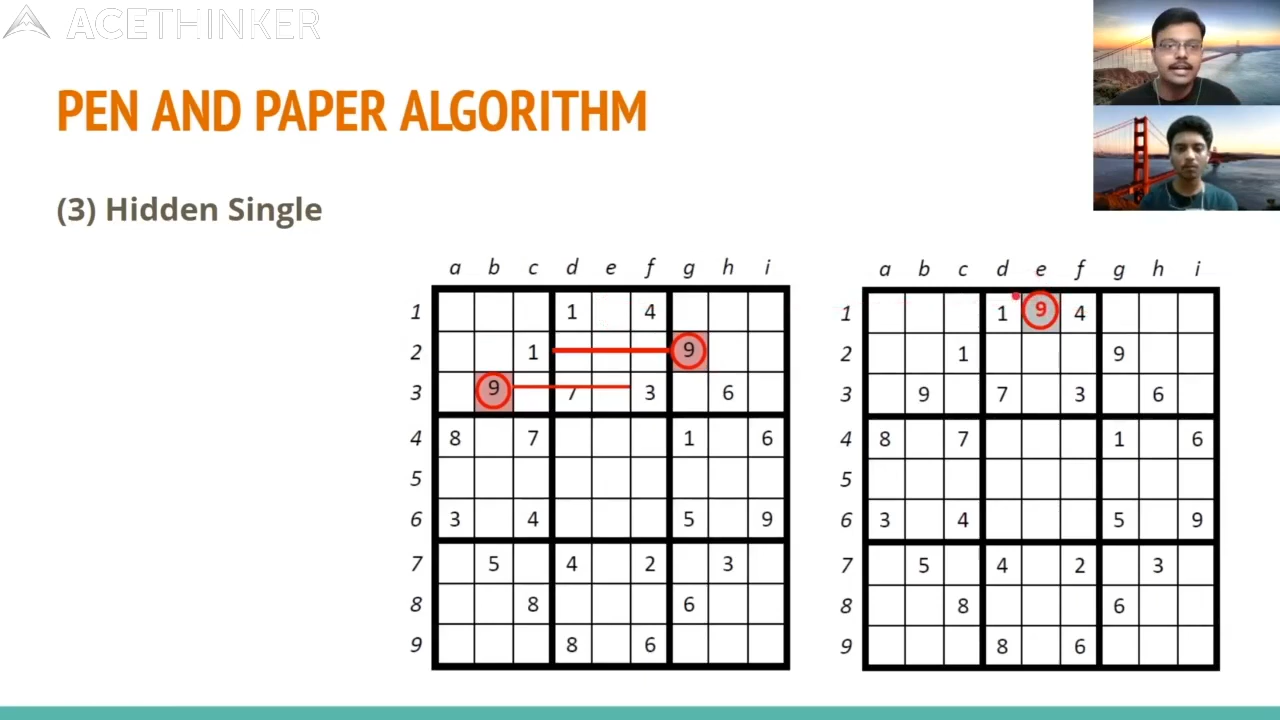 ACETHINKER
PEN AND PAPER ALGORITHM
(3) Hidden Single
a b c d e f g h i
1 1 4
2 1 9
3 9 7 3 6
4 8 7 1 6
5
6 3 4 5 9
7 5 4 2 3
8 8 6
9 8 6
a b c d e f g h i
1 1 9 4
2 1 9
3 9 7 3 6
4 8 7 1 6
5
6 3 4 5 9
7 5 4 2 3
8 8 6
9 8 6